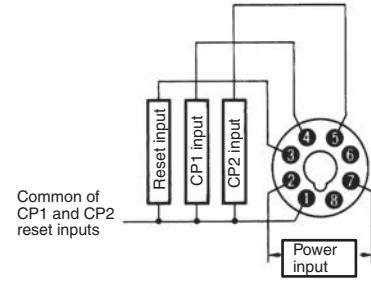 Reset input
CP1 input
CP2 input
4
5
3
6
2
7
1
8
Common of
CP1 and CP2
reset inputs
Power
input